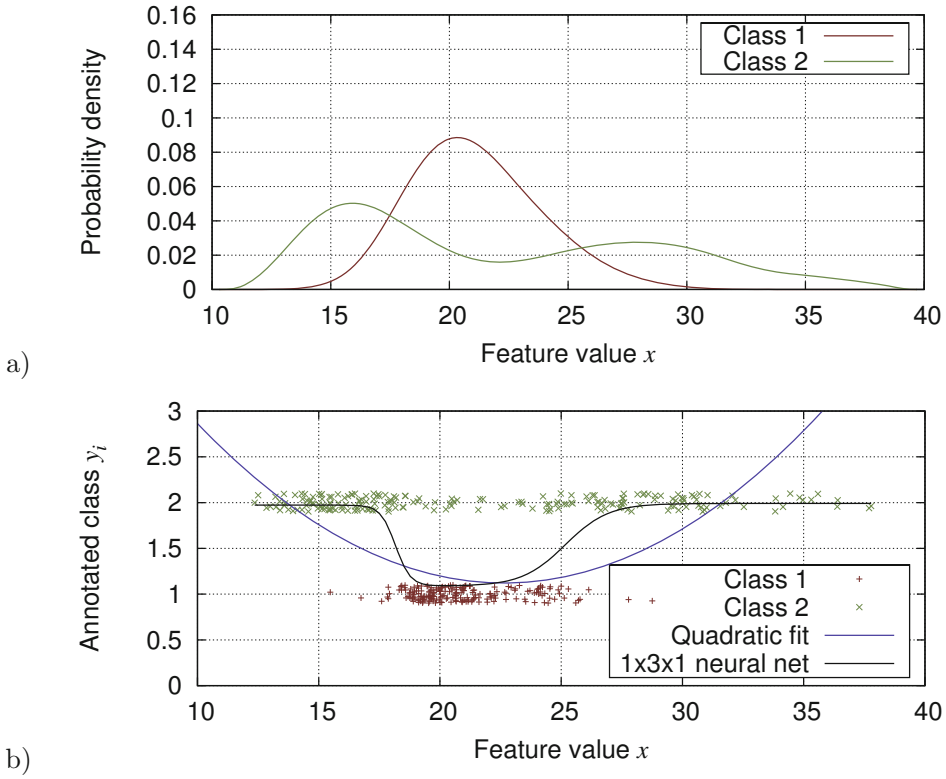 0.16
0.14
0.12
0.1
0.08
0.06
0.04
0.02
0
Probability density
Class 1
Class 2
10 15 20 25 30 35 40
Feature value x
a)
3
2.5
2
1.5
1
0.5
0
Annotated class yi
Class 1
Class 2
Quadratic fit
1x3x1 neural net
10 15 20 25 30 35 40
Feature value x
b)